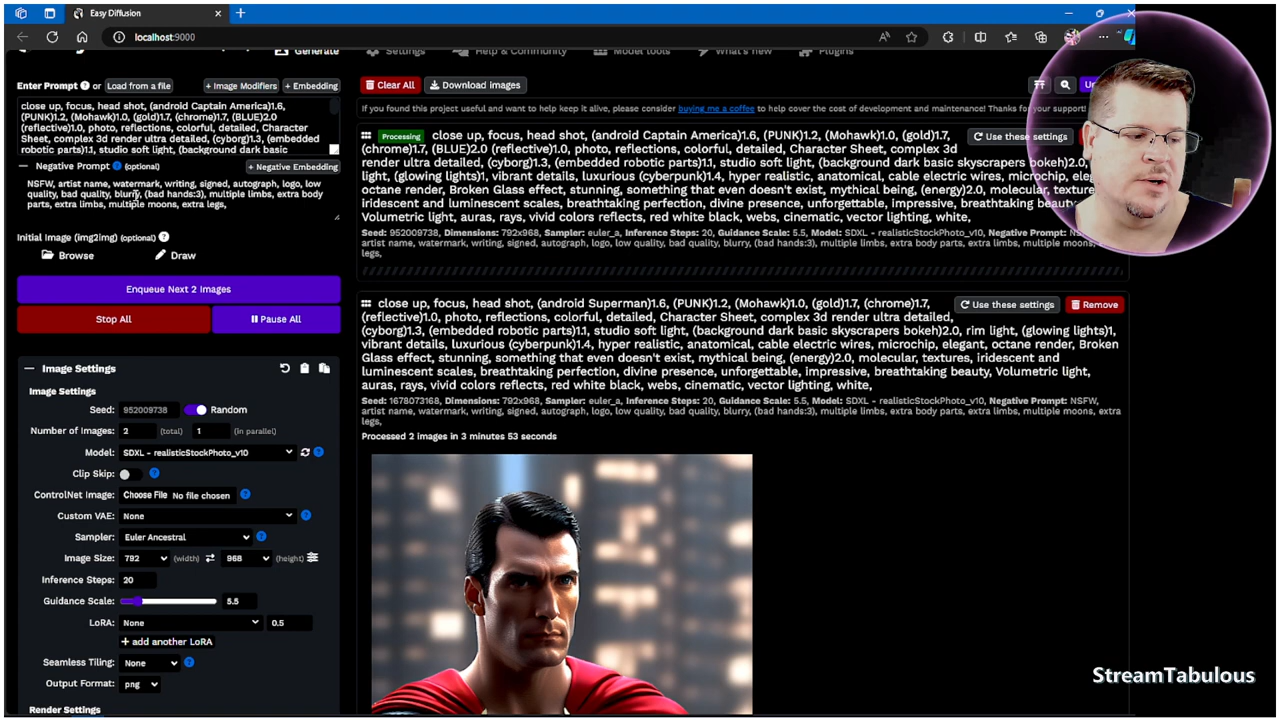 Easy Diffusion
localhost:9000
Generate
Settings
Help & Community
Model tools
What's new
Plugins
Enter Prompt or Load from a file + Image Modifiers + Embedding
close up, focus, head shot, (android Captain America)1.6,
(PUNK)1.2, (Mohawk)1.0, (gold)1.7, (chrome)1.7, (BLUE)2.0
(reflective)1.0, photo, reflections, colorful, detailed, Character
Sheet, complex 3d render ultra detailed, (cyborg)1.3, (embedded
robotic parts)1.1, studio soft light, (background dark basic
Negative Prompt (optional) + Negative Embedding
NSFW, artist name, watermark, writing, signed, autograph, logo, low
quality, bad quality, blurry, (bad hands:3), multiple limbs, extra body
parts, extra limbs, multiple moons, extra legs,
Initial Image (img2img) (optional)
Browse Draw
Enqueue Next 2 Images
Stop All Pause All
Image Settings
Image Settings
Seed: 952009738 Random
Number of Images: 2 (total) 1 (in parallel)
Model: SDXL - realisticStockPhoto_v10
Clip Skip:
ControlNet Image: Choose File No file chosen
Custom VAE: None
Sampler: Euler Ancestral
Image Size: 792 (width) 968 (height)
Inference Steps: 20
Guidance Scale: 5.5
LoRA: None 0.5
+ add another LoRA
Seamless Tiling: None
Output Format: png
Render Settings
Clear All Download images
If you found this project useful and want to help keep it alive, please consider buying me a coffee to help cover the cost of development and maintenance! Thanks for your support!
Processing close up, focus, head shot, (android Captain America)1.6, (PUNK)1.2, (Mohawk)1.0, (gold)1.7, Use these settings
(chrome)1.7, (BLUE)2.0 (reflective)1.0, photo, reflections, colorful, detailed, Character Sheet, complex 3d
render ultra detailed, (cyborg)1.3, (embedded robotic parts)1.1, studio soft light, (background dark basic skyscrapers bokeh)2.0,
light, (glowing lights)1, vibrant details, luxurious (cyberpunk)1.4, hyper realistic, anatomical, cable electric wires, microchip,
octane render, Broken Glass effect, stunning, something that even doesn't exist, mythical being, (energy)2.0, molecular,
iridescent and luminescent scales, breathtaking perfection, divine presence, unforgettable, impressive, breathtaking
Volumetric light, auras, rays, vivid colors reflects, red white black, webs, cinematic, vector lighting, white,
Seed: 952009738, Dimensions: 792x968, Sampler: euler_a, Inference Steps: 20, Guidance Scale: 5.5, Model: SDXL - realisticStockPhoto_v10, Negative Prompt: NSFW,
artist name, watermark, writing, signed, autograph, logo, low quality, bad quality, blurry, (bad hands:3), multiple limbs, extra body parts, extra limbs, multiple moons, extra
legs,
close up, focus, head shot, (android Superman)1.6, (PUNK)1.2, (Mohawk)1.0, (gold)1.7, (chrome)1.7, Use these settings Remove
(reflective)1.0, photo, reflections, colorful, detailed, Character Sheet, complex 3d render ultra detailed,
(cyborg)1.3, (embedded robotic parts)1.1, studio soft light, (background dark basic skyscrapers bokeh)2.0, rim light, (glowing lights)1,
vibrant details, luxurious (cyberpunk)1.4, hyper realistic, anatomical, cable electric wires, microchip, elegant, octane render, Broken
Glass effect, stunning, something that even doesn't exist, mythical being, (energy)2.0, molecular, textures, iridescent and
luminescent scales, breathtaking perfection, divine presence, unforgettable, impressive, breathtaking beauty, Volumetric light,
auras, rays, vivid colors reflects, red white black, webs, cinematic, vector lighting, white,
Seed: 1678073168, Dimensions: 792x968, Sampler: euler_a, Inference Steps: 20, Guidance Scale: 5.5, Model: SDXL - realisticStockPhoto_v10, Negative Prompt: NSFW,
artist name, watermark, writing, signed, autograph, logo, low quality, bad quality, blurry, (bad hands:3), multiple limbs, extra body parts, extra limbs, multiple moons, extra
legs,
Processed 2 images in 3 minutes 53 seconds
StreamTabulous